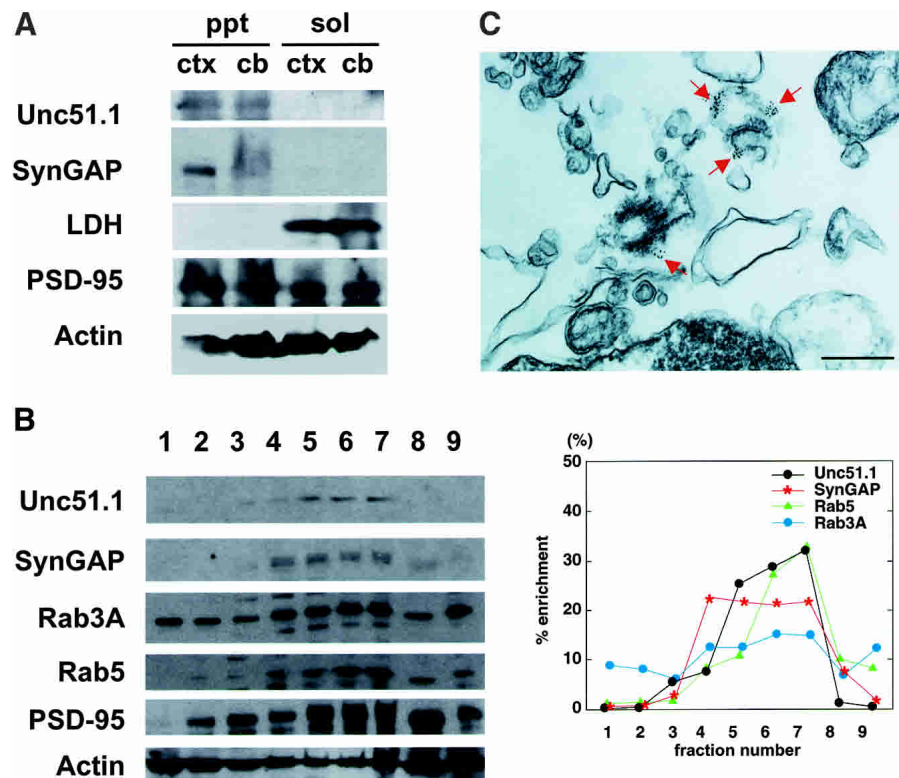 A
ppt sol
ctx cb ctx cb
Unc51.1
SynGAP
LDH
PSD-95
Actin
C
B
1 2 3 4 5 6 7 8 9
Unc51.1
SynGAP
Rab3A
Rab5
PSD-95
Actin
(%)
50
40
30
20
10
0
% enrichment
Unc51.1
SynGAP
Rab5
Rab3A
1 2 3 4 5 6 7 8 9
fraction number